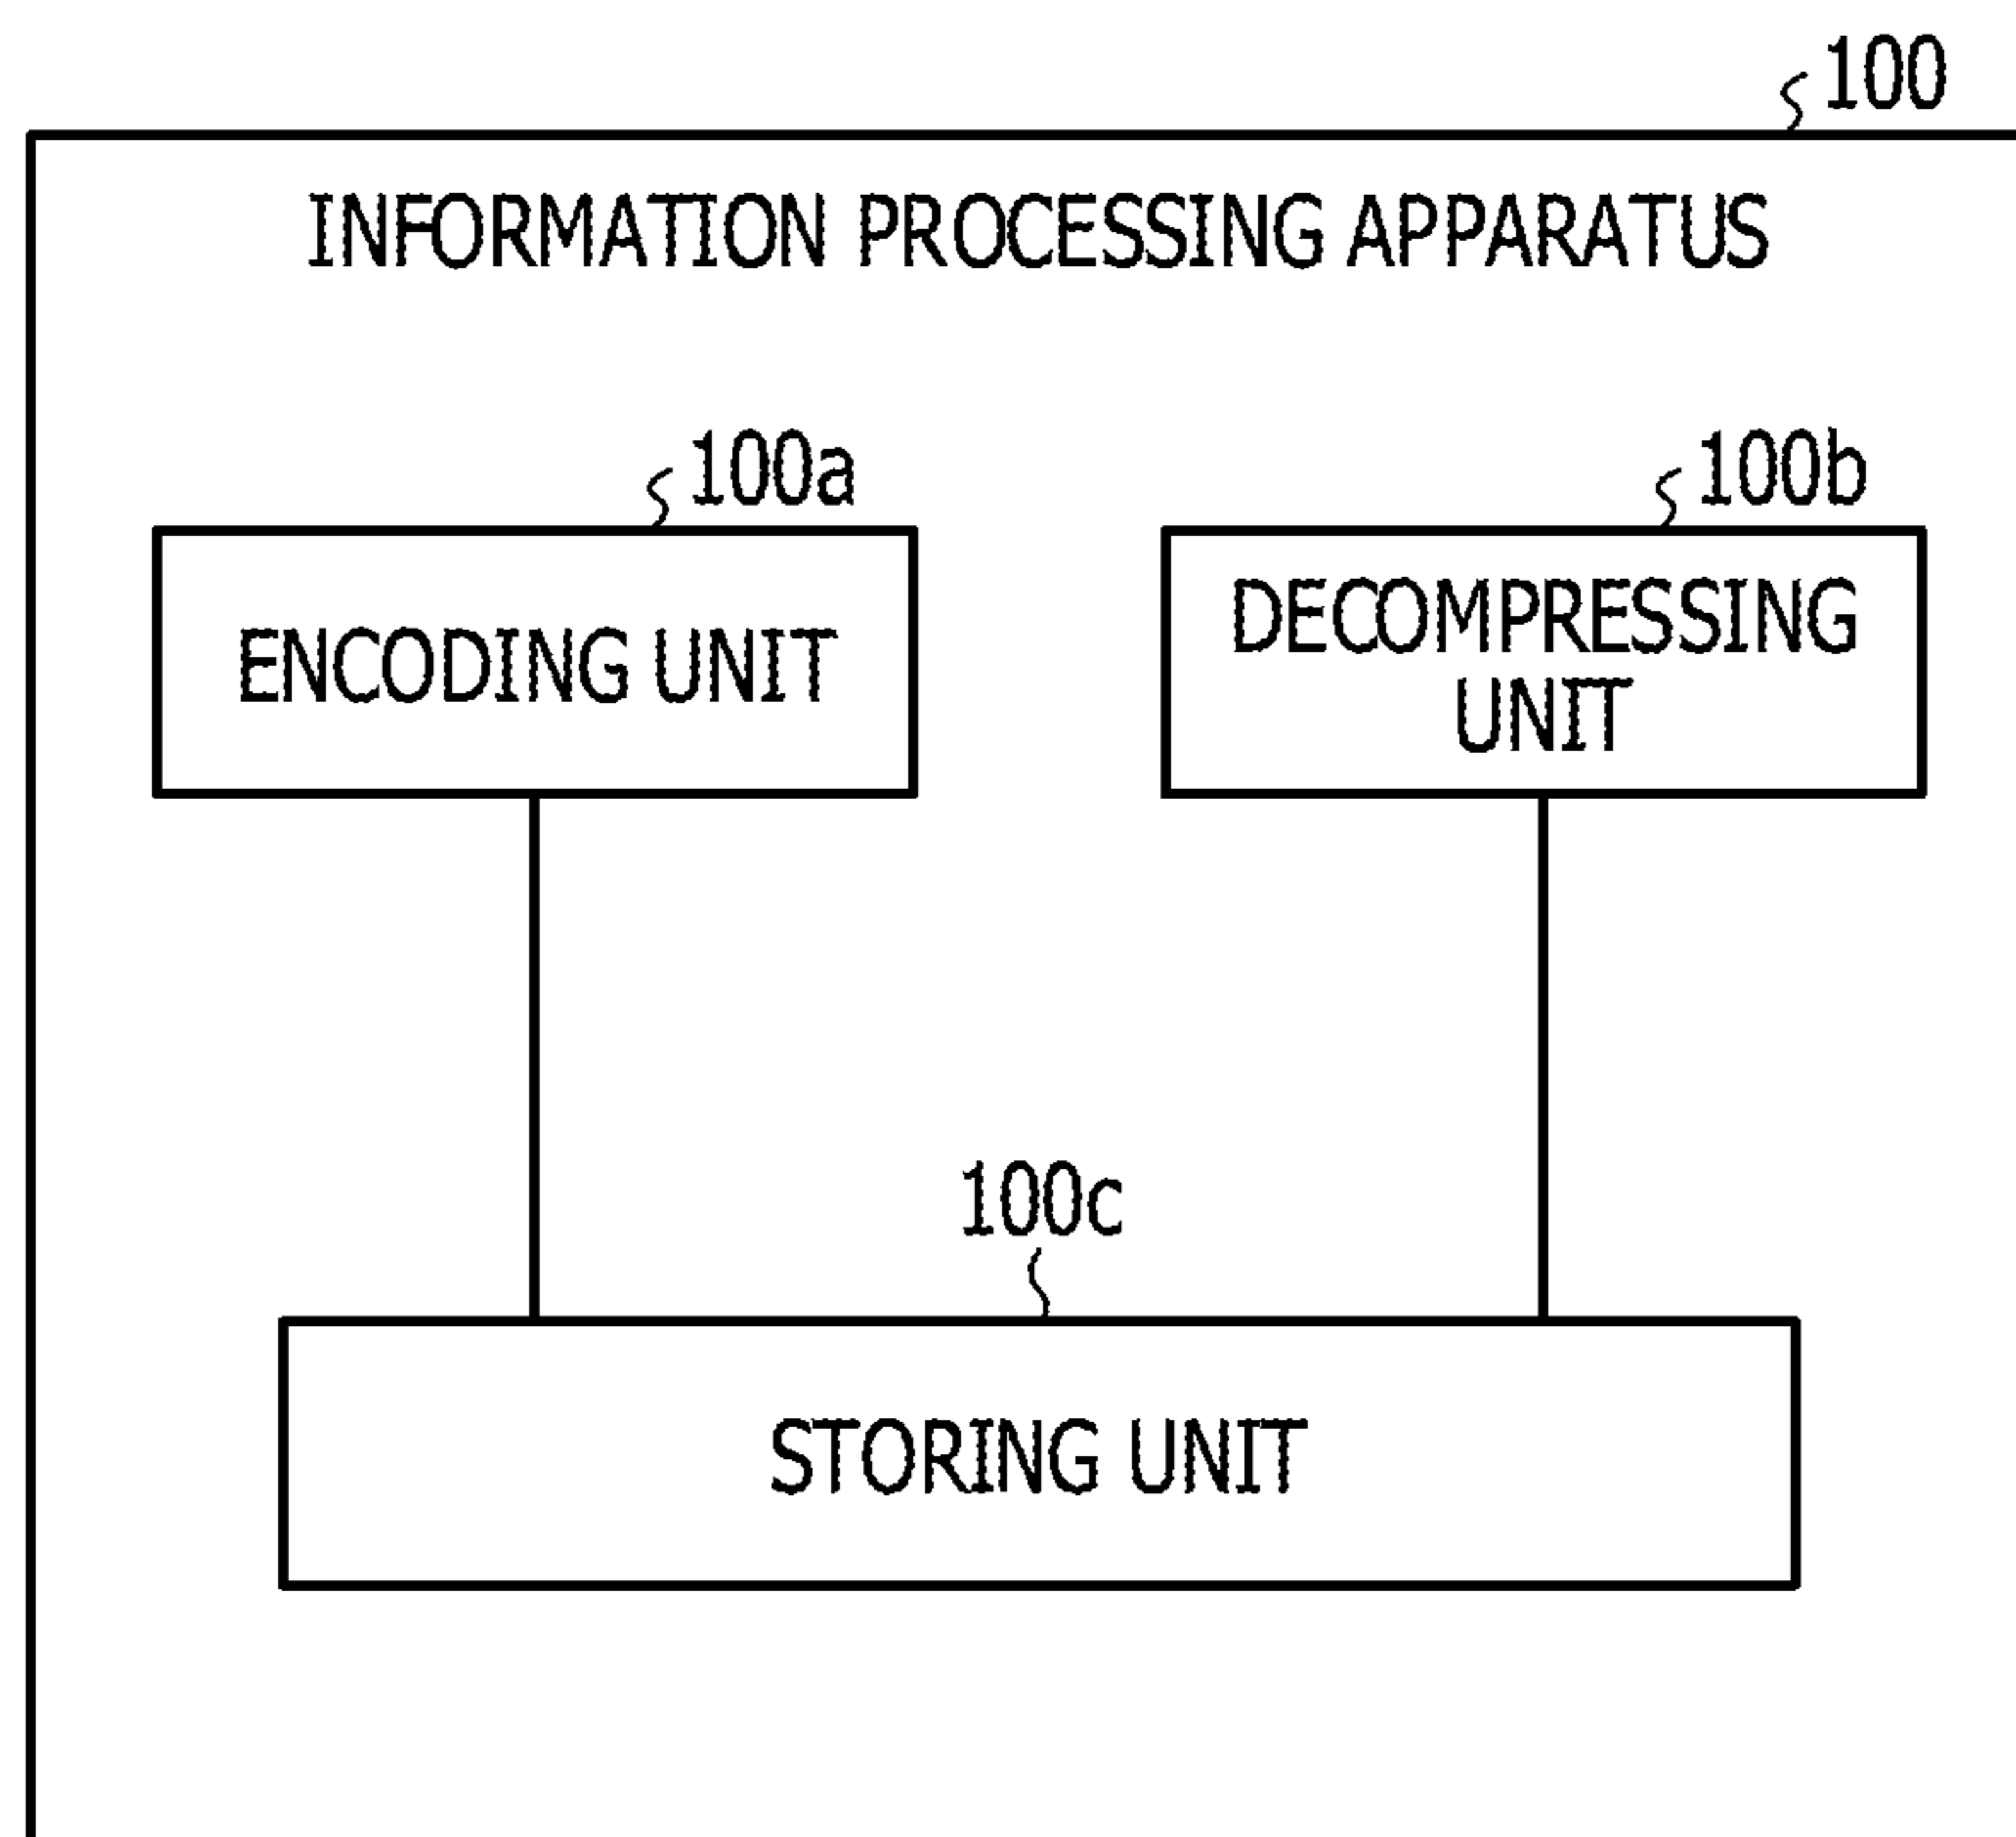 100
INFORMATION PROCESSING APPARATUS
100a
100b
ENCODING UNIT
DECOMPRESSING
UNIT
100c
STORING UNIT